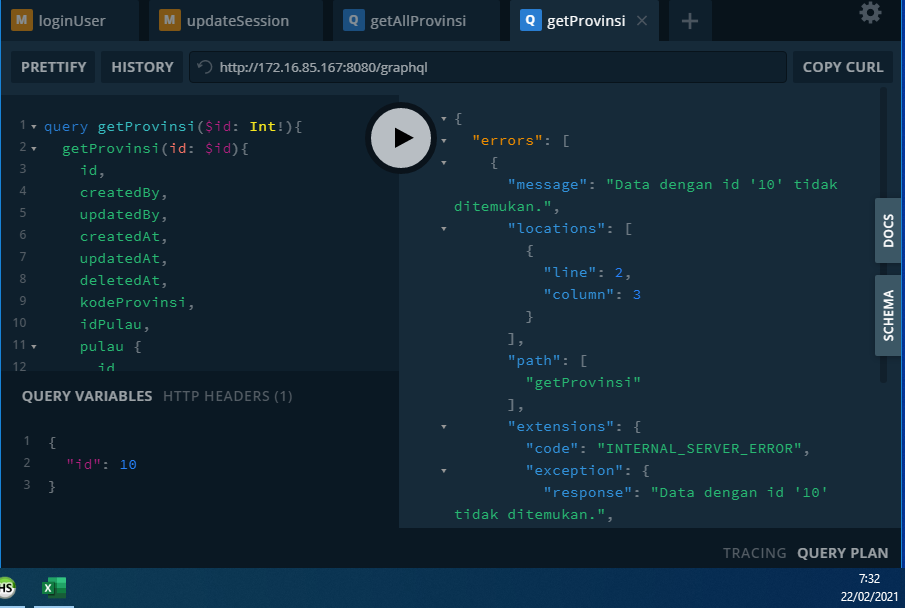 M loginUser
M updateSession
Q getAllProvinsi
Q getProvinsi ×
+
PRETTIFY
HISTORY
http://172.16.85.167:8080/graphql
COPY CURL
1 query getProvinsi($id: Int!){
2 getProvinsi(id: $id){
3 id,
4 createdBy,
5 updatedBy,
6 createdAt,
7 updatedAt,
8 deletedAt,
9 kodeProvinsi,
10 idPulau,
11 pulau {
12 id
QUERY VARIABLES HTTP HEADERS (1)
1 {
2 "id": 10
3 }
{
"errors": [
{
"message": "Data dengan id '10' tidak
ditemukan.",
"locations": [
{
"line": 2,
"column": 3
}
],
"path": [
"getProvinsi"
],
"extensions": {
"code": "INTERNAL_SERVER_ERROR",
"exception": {
"response": "Data dengan id '10'
tidak ditemukan.",
DOCS
SCHEMA
TRACING QUERY PLAN
HS
X
7:32
22/02/2021